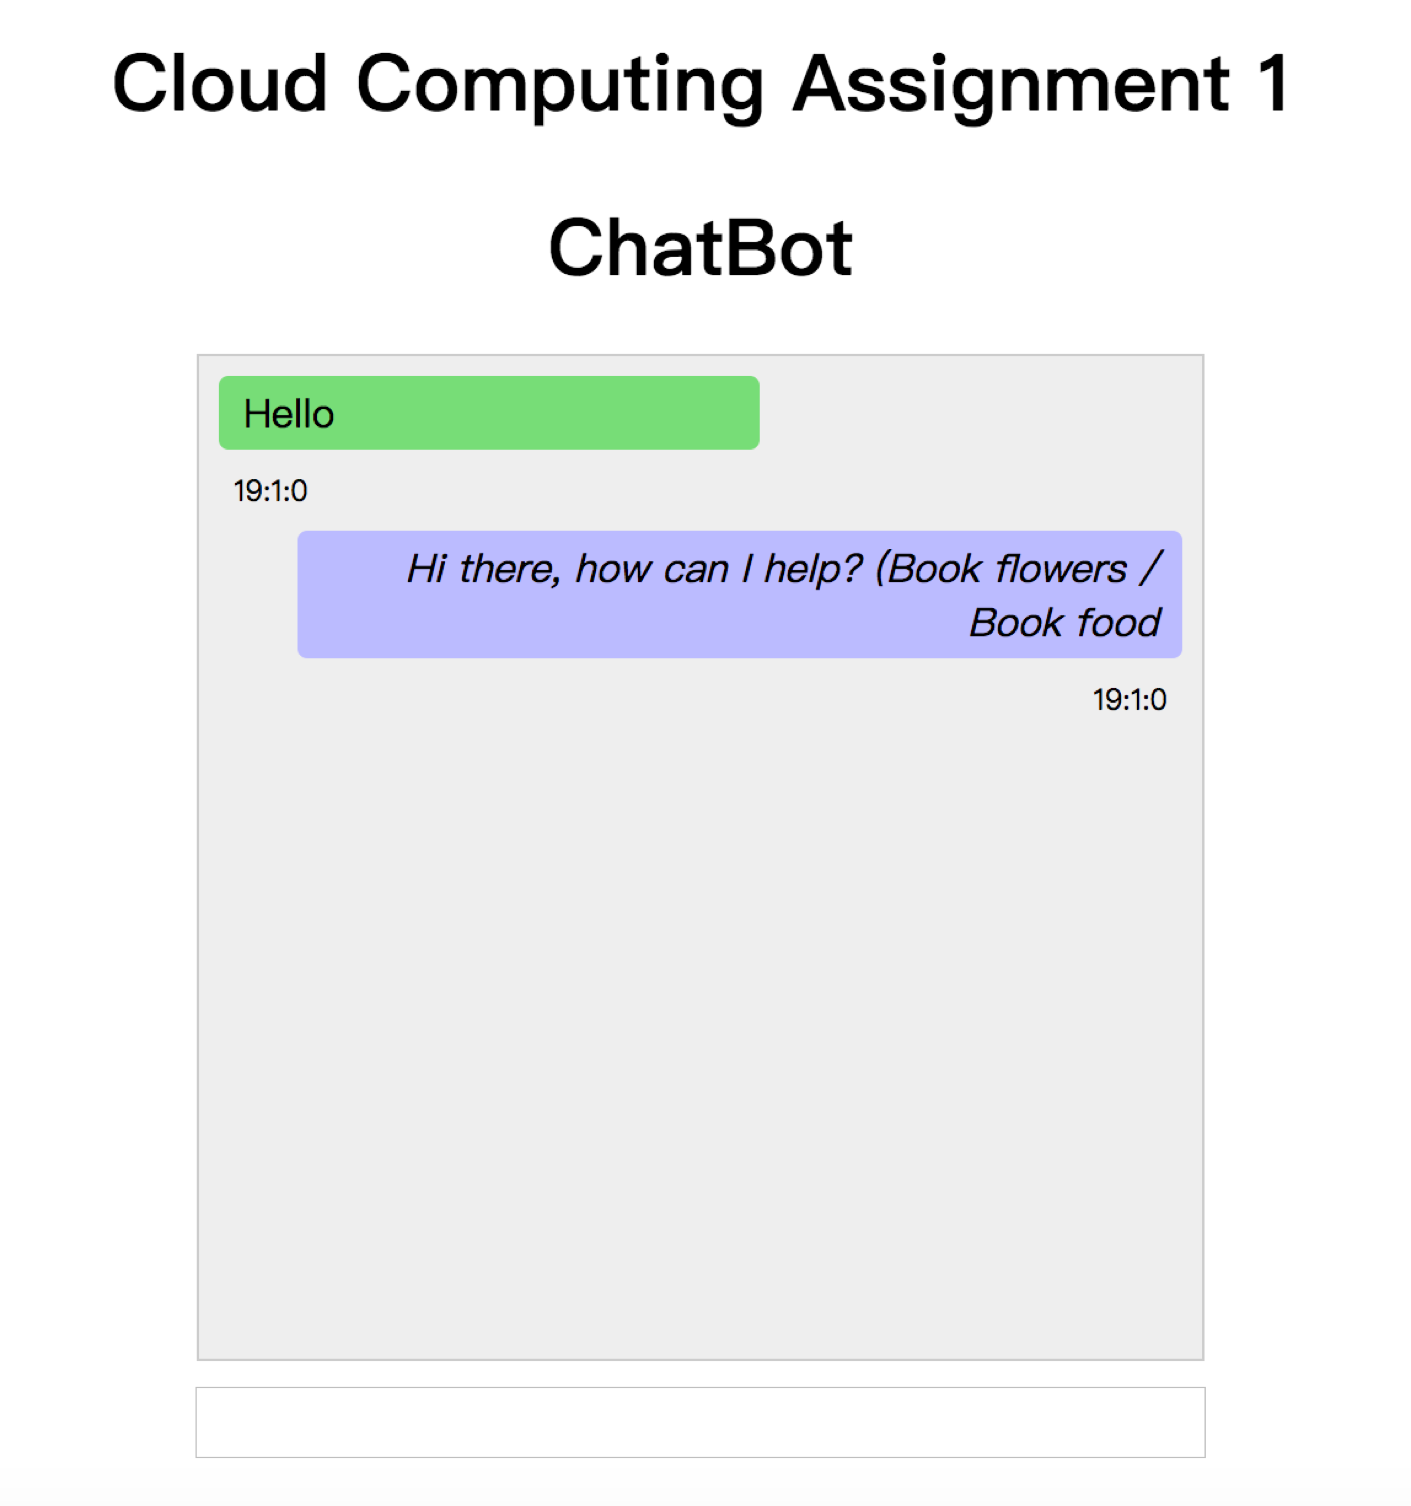 Cloud Computing Assignment 1
ChatBot
Hello
19:1:0
Hi there, how can I help? (Book flowers /
Book food
19:1:0